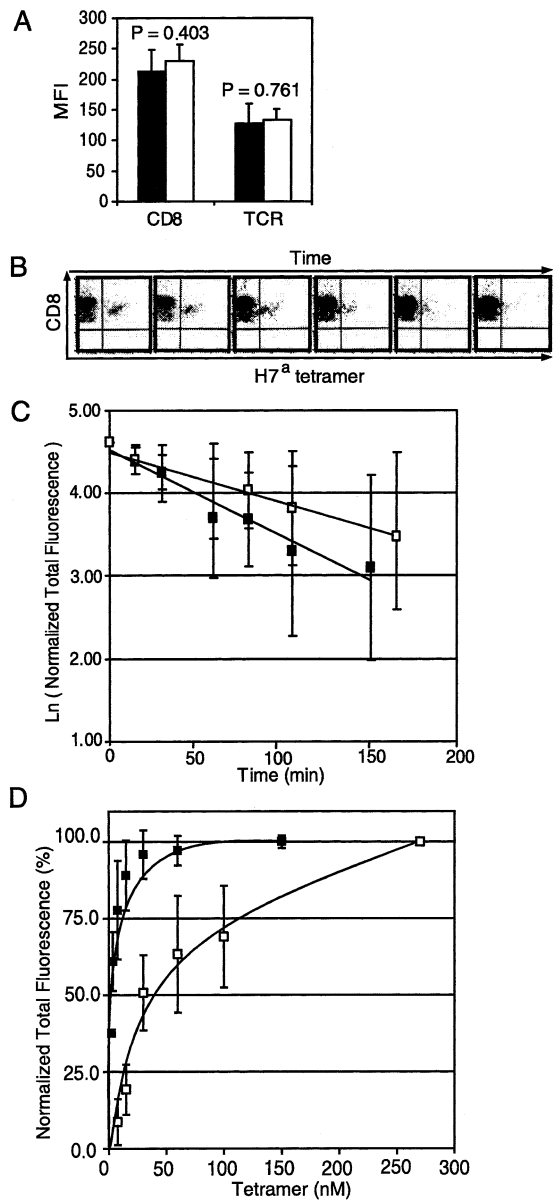 A
300
250
200
150
100
50
0
MFI
P = 0.403
P = 0.761
CD8
TCR
B
Time
CD8
H7ᵃ tetramer
C
5.00
4.00
3.00
2.00
1.00
Ln ( Normalized Total Fluorescence )
0
50
100
150
200
Time (min)
D
100.0
75.0
50.0
25.0
0.0
Normalized Total Fluorescence (%)
0
50
100
150
200
250
300
Tetramer (nM)